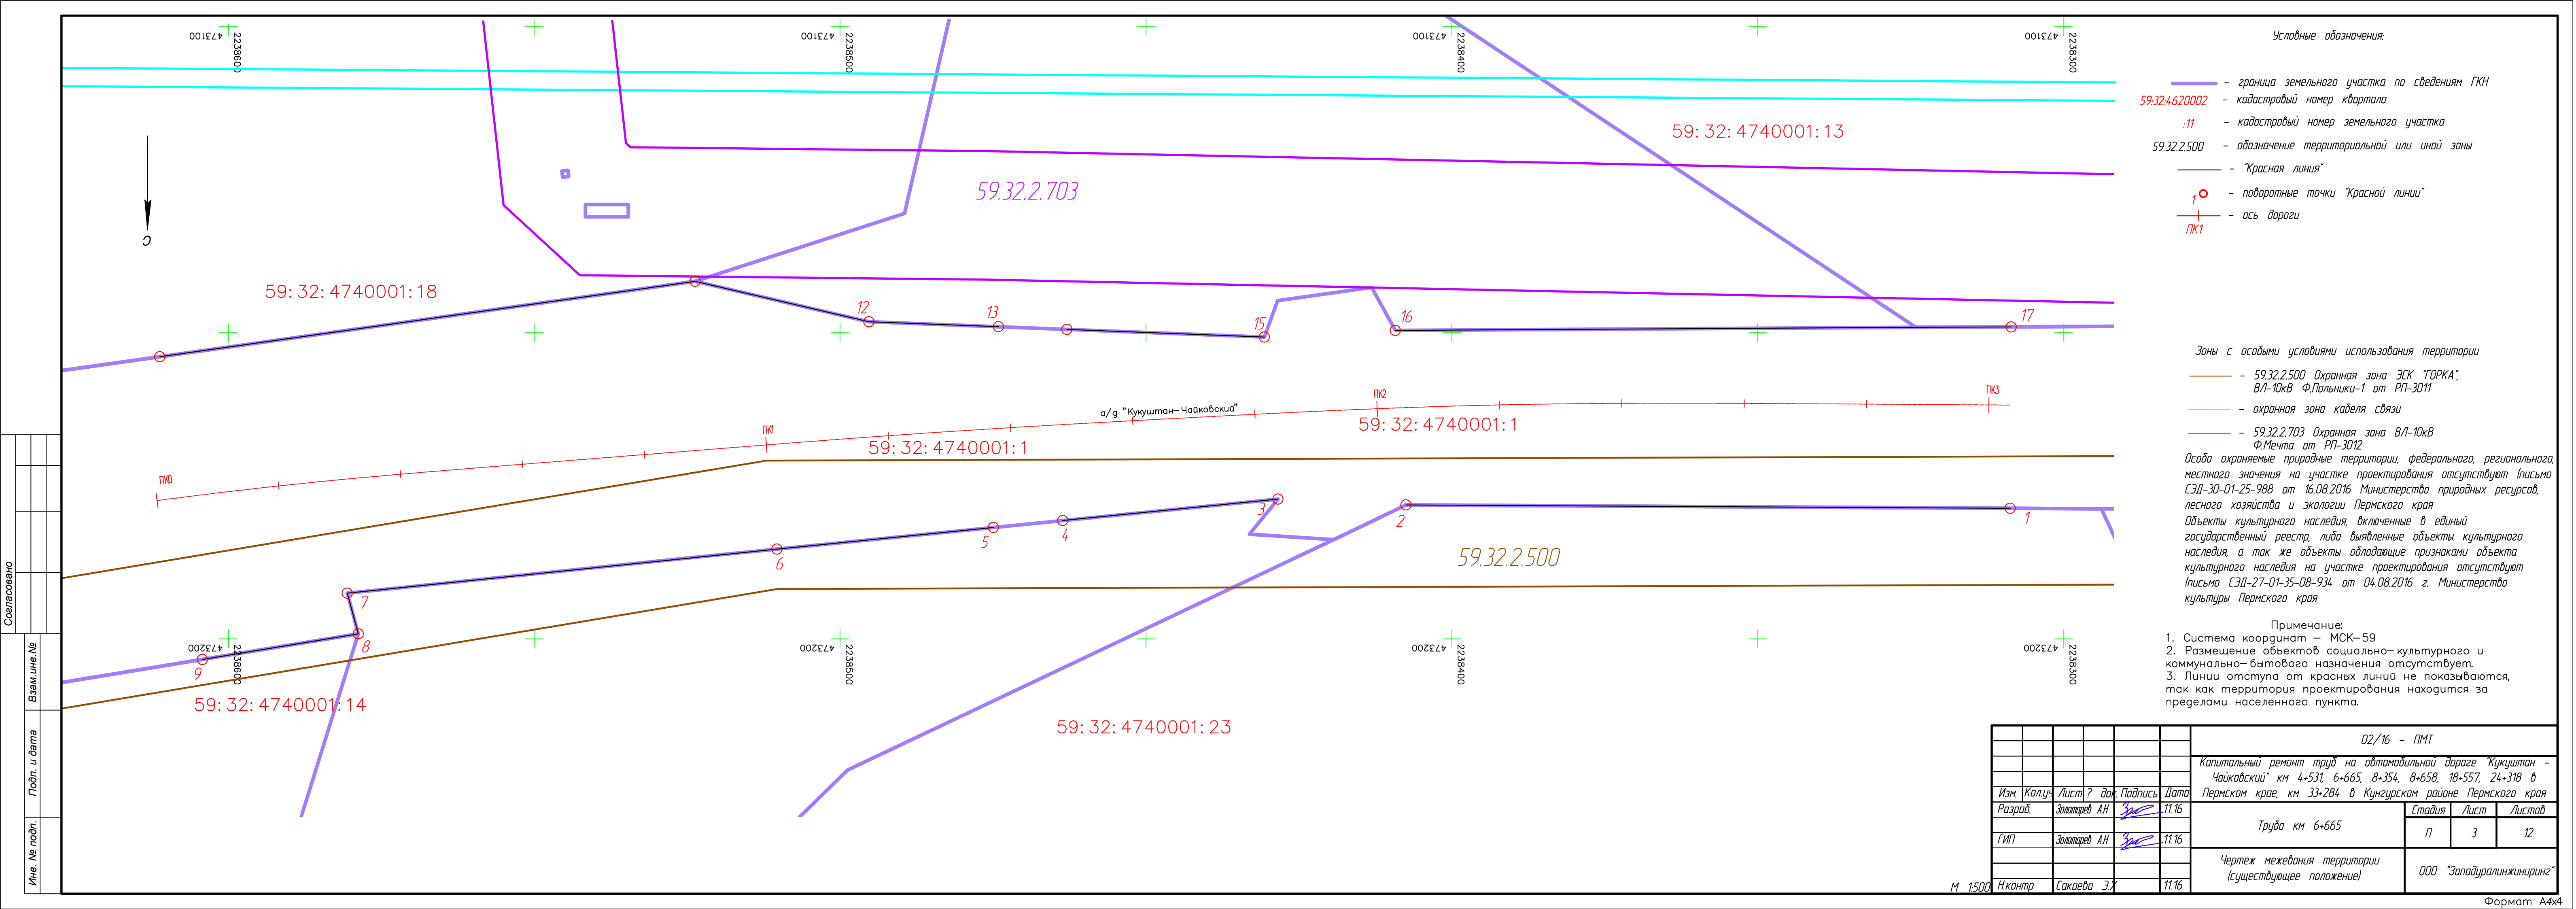 473100
2238600
473100
2238500
473100
2238400
473100
2238300
С
59:32:4740001:18
59.32.2.703
59:32:4740001:13
12
13
15
16
17
ПК0
ПК1
ПК2
ПК3
а/д "Кукуштан-Чайковский"
59:32:4740001:1
59:32:4740001:1
1
2
3
4
5
6
7
8
9
59.32.2.500
473200
2238600
473200
2238500
473200
2238400
473200
2238300
59:32:4740001:14
59:32:4740001:23
Условные обозначения:
- граница земельного участка по сведениям ГКН
59:32:4620002 - кадастровый номер квартала
:11 - кадастровый номер земельного участка
59.32.2.500 - обозначение территориальной или иной зоны
- "Красная линия"
1 - поворотные точки "Красной линии"
- ось дороги
ПК1
Зоны с особыми условиями использования территории
- 59.32.2.500 Охранная зона ЭСК "ГОРКА",
ВЛ-10кВ Ф.Пальники-1 от РП-3011
- охранная зона кабеля связи
- 59.32.2.703 Охранная зона ВЛ-10кВ
Ф.Мечта от РП-3012
Особо охраняемые природные территории, федерального, регионального,
местного значения на участке проектирования отсутствуют (письмо
СЭД-30-01-25-988 от 16.08.2016 Министерство природных ресурсов,
лесного хозяйства и экологии Пермского края
Объекты культурного наследия, включенные в единый
государственный реестр, либо выявленные объекты культурного
наследия, а так же объекты обладающие признаками объекта
культурного наследия на участке проектирования отсутствуют
(письмо СЭД-27-01-35-08-934 от 04.08.2016 г. Министерство
культуры Пермского края
Примечание:
1. Система координат – МСК-59
2. Размещение объектов социально-культурного и
коммунально-бытового назначения отсутствует.
3. Линии отступа от красных линий не показываются,
так как территория проектирования находится за
пределами населенного пункта.
Согласовано
Взам.инв.№
Подп. и дата
Инв. № подп.
02/16 - ПМТ
Капитальный ремонт труб на автомобильной дороге "Кукуштан -
Чайковский" км 4+531, 6+665, 8+354, 8+658, 18+557, 24+318 в
Пермском крае, км 33+284 в Кунгурском районе Пермского края
Изм. Кол.уч Лист ? док. Подпись Дата
Разраб. Золотарев А.Н 11.16
ГИП Золотарев А.Н 11.16
Н.контр Сакаева Э.Х 11.16
Труба км 6+665
Стадия Лист Листов
П 3 12
Чертеж межевания территории
(существующее положение)
ООО "Западуралинжиниринг"
М 1:500
Формат А4х4